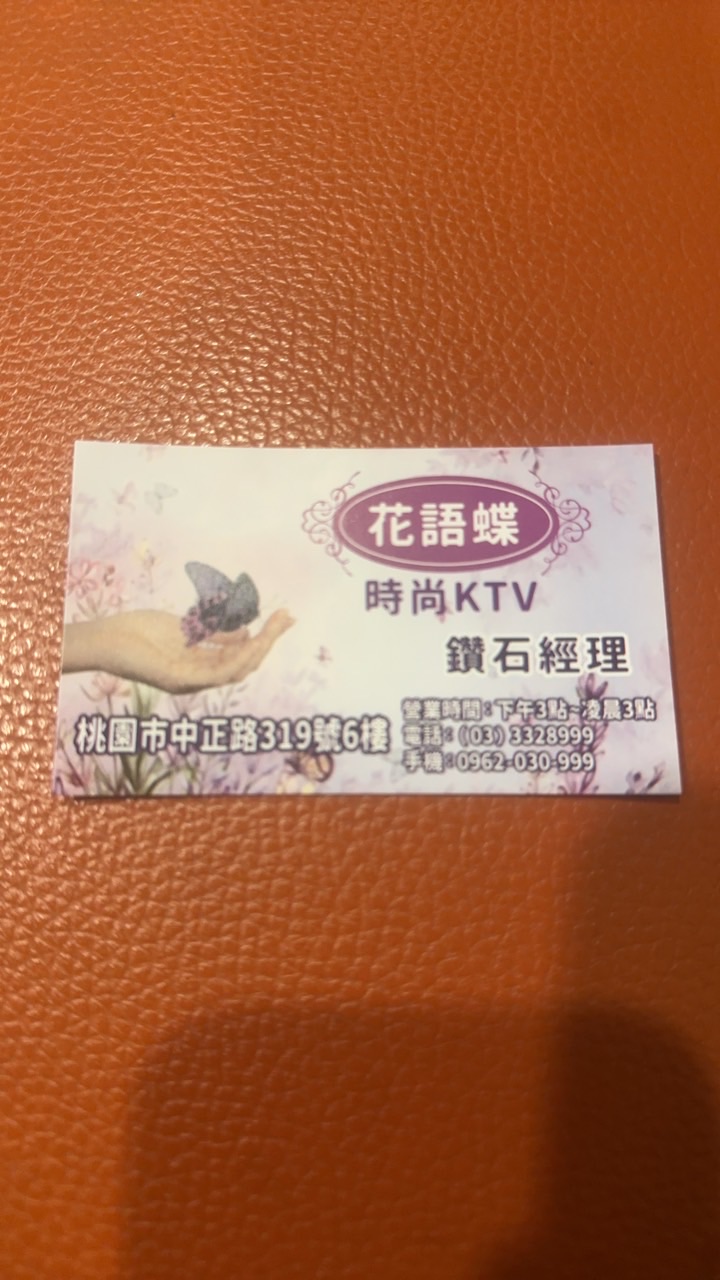 花語蝶
時尚KTV
鑽石經理
桃園市中正路319號6樓
營業時間：下午3點~凌晨3點
電話：(03) 3328999
手機：0962-030-999